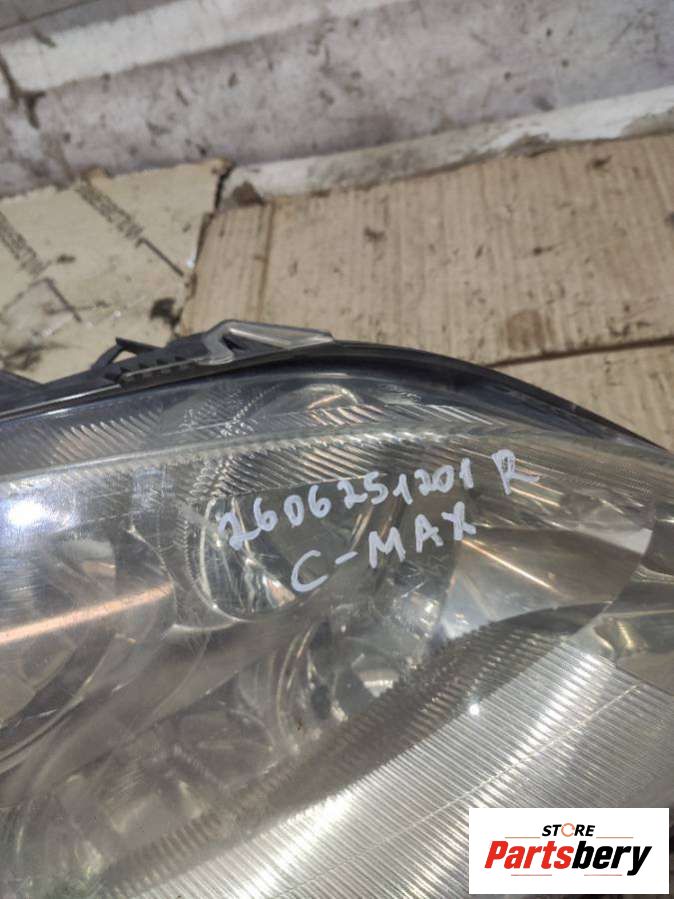 2606251201 R
C-MAX
STORE
Partsbery